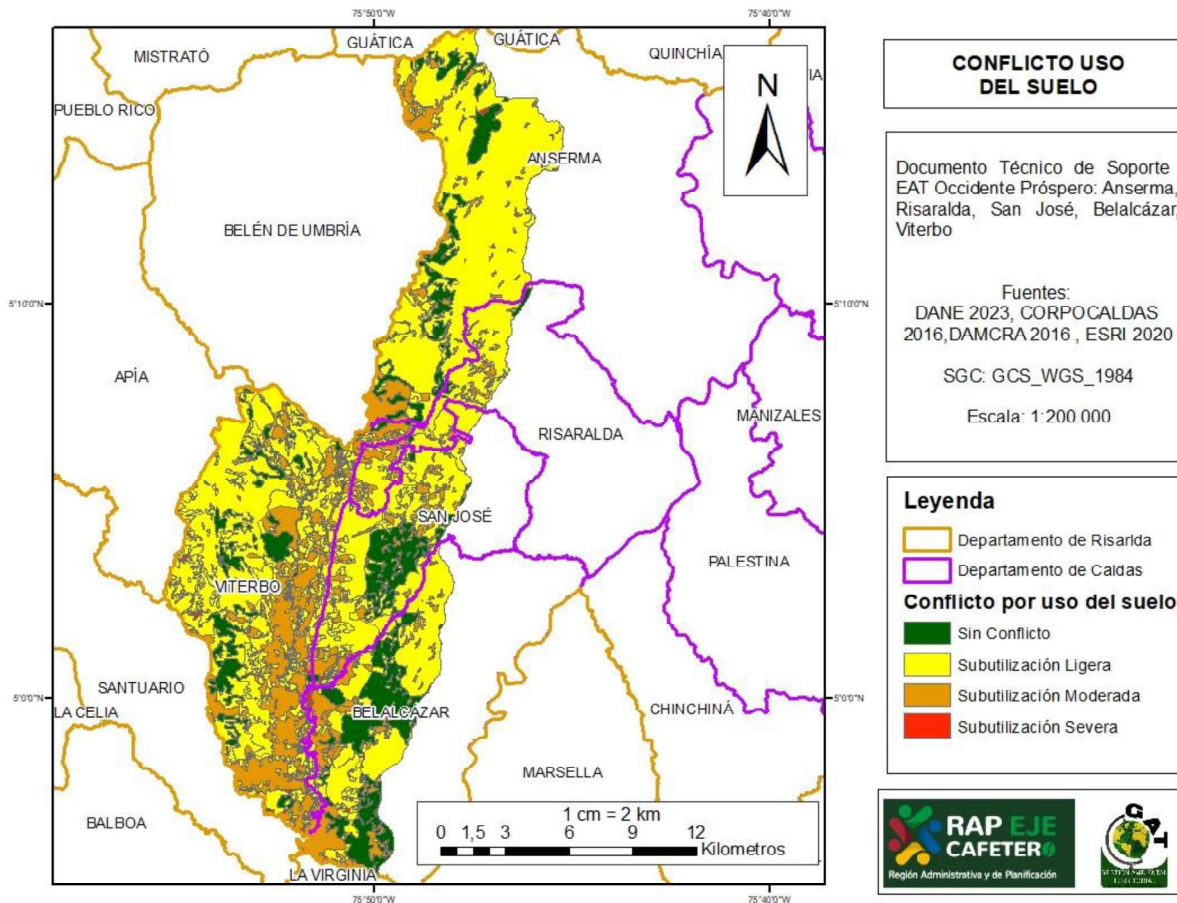 75°50'0"W
75°40'0"W
GUÁTICA
GUÁTICA
MISTRATÓ
QUINCHÍA
IA
PUEBLO RICO
N
ANSERMA
BELÉN DE UMBRÍA
5°10'0"N
5°10'0"N
APÍA
RISARALDA
MANIZALES
SAN JOSÉ
PALESTINA
VITERBO
SANTUARIO
5°0'0"N
5°0'0"N
LA CELIA
BELALCÁZAR
CHINCHINÁ
MARSELLA
BALBOA
1 cm = 2 km
0 1,5 3 6 9 12
Kilometros
LA VIRGINIA
75°50'0"W
75°40'0"W
CONFLICTO USO
DEL SUELO
Documento Técnico de Soporte
EAT Occidente Próspero: Anserma,
Risaralda, San José, Belalcázar,
Viterbo
Fuentes:
DANE 2023, CORPOCALDAS
2016,DAMCRA 2016 , ESRI 2020
SGC: GCS_WGS_1984
Escala: 1:200 000
Leyenda
Departamento de Risarlda
Departamento de Caldas
Conflicto por uso del suelo
Sin Conflicto
Subutilización Ligera
Subutilización Moderada
Subutilización Severa
RAP EJE
CAFETERO
Región Administrativa y de Planificación
GAT
GESTIÓN AMBIENTAL
TERRITORIAL